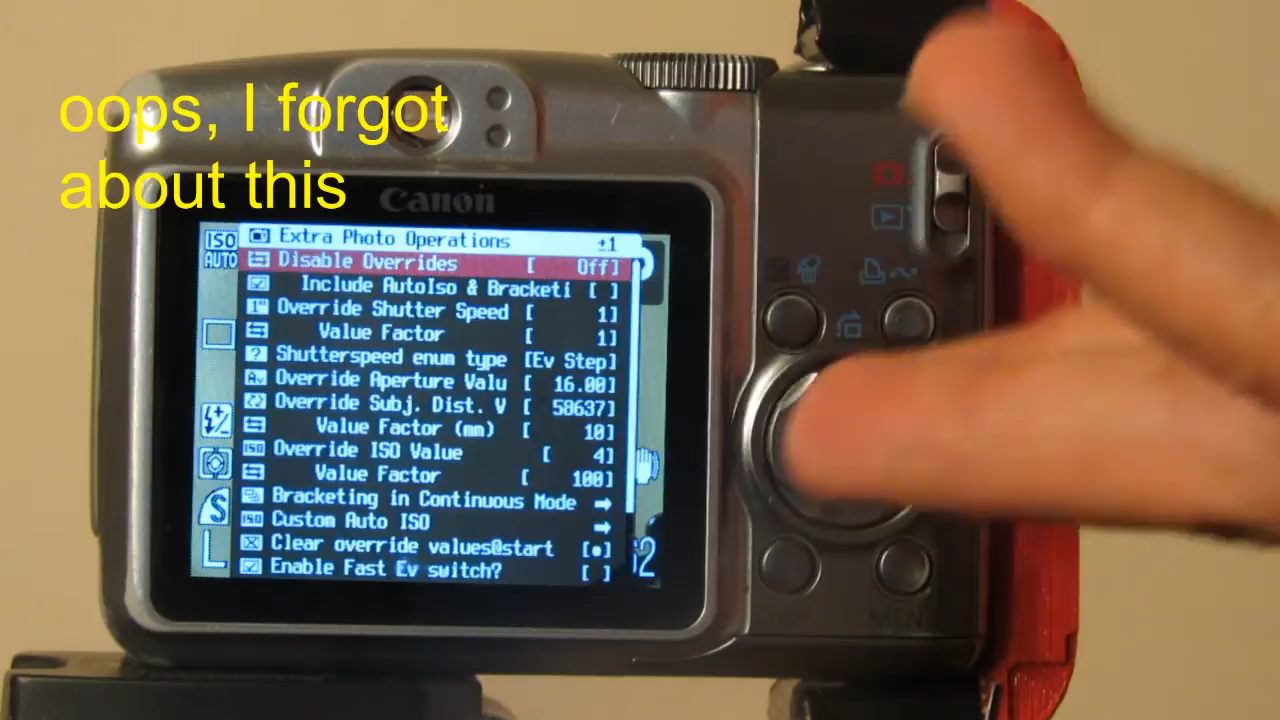 oops, I forgot
about this
Canon
ISO
AUTO
Extra Photo Operations ±1
Disable Overrides [ Off]
Include AutoIso & Bracketi [ ]
Override Shutter Speed [ 1]
Value Factor [ 1]
Shutterspeed enum type [Ev Step]
Override Aperture Valu [ 16.00]
Override Subj. Dist. V [ 58637]
Value Factor (mm) [ 10]
Override ISO Value [ 4]
Value Factor [ 100]
Bracketing in Continuous Mode
Custom Auto ISO
Clear override values@start [•]
Enable Fast Ev switch? [ ]
S
L
MENU